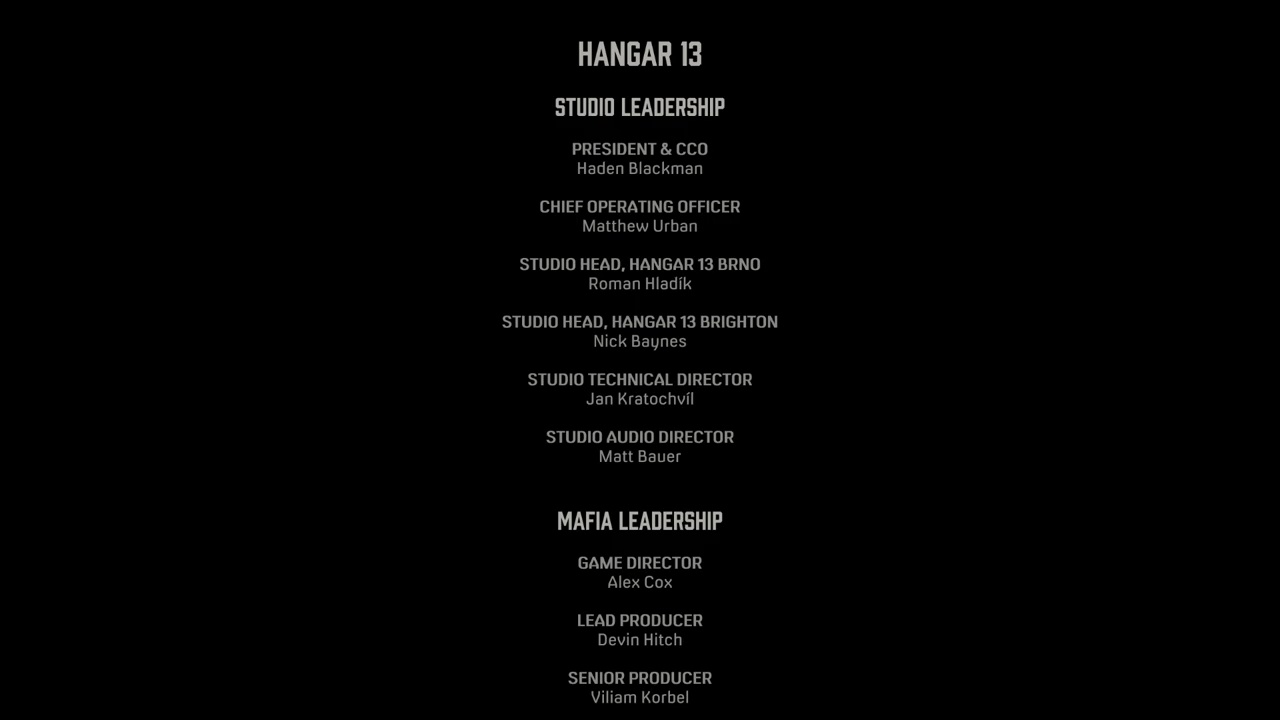 HANGAR 13
STUDIO LEADERSHIP
PRESIDENT & CCO
Haden Blackman
CHIEF OPERATING OFFICER
Matthew Urban
STUDIO HEAD, HANGAR 13 BRNO
Roman Hladík
STUDIO HEAD, HANGAR 13 BRIGHTON
Nick Baynes
STUDIO TECHNICAL DIRECTOR
Jan Kratochvíl
STUDIO AUDIO DIRECTOR
Matt Bauer
MAFIA LEADERSHIP
GAME DIRECTOR
Alex Cox
LEAD PRODUCER
Devin Hitch
SENIOR PRODUCER
Viliam Korbel